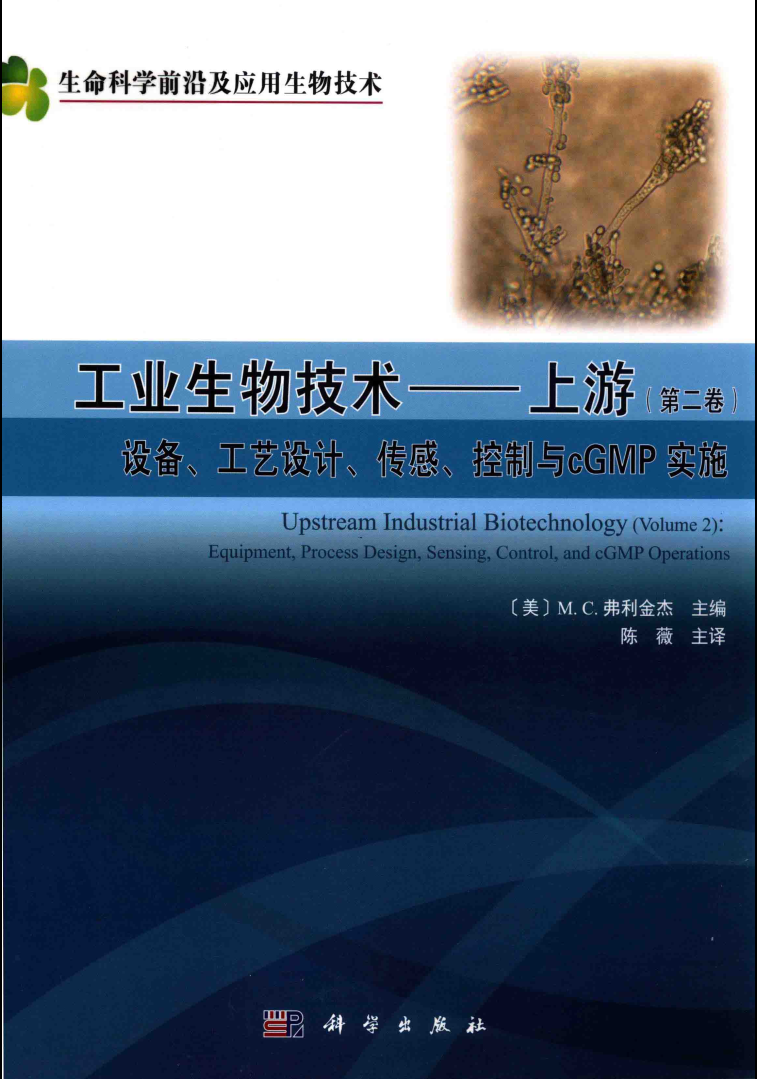 生命科学前沿及应用生物技术
工业生物技术——上游(第二卷)
设备、工艺设计、传感、控制与cGMP 实施
Upstream Industrial Biotechnology (Volume 2):
Equipment, Process Design, Sensing, Control, and cGMP Operations
〔美〕M. C. 弗利金杰 主编
陈 薇 主译
科学出版社